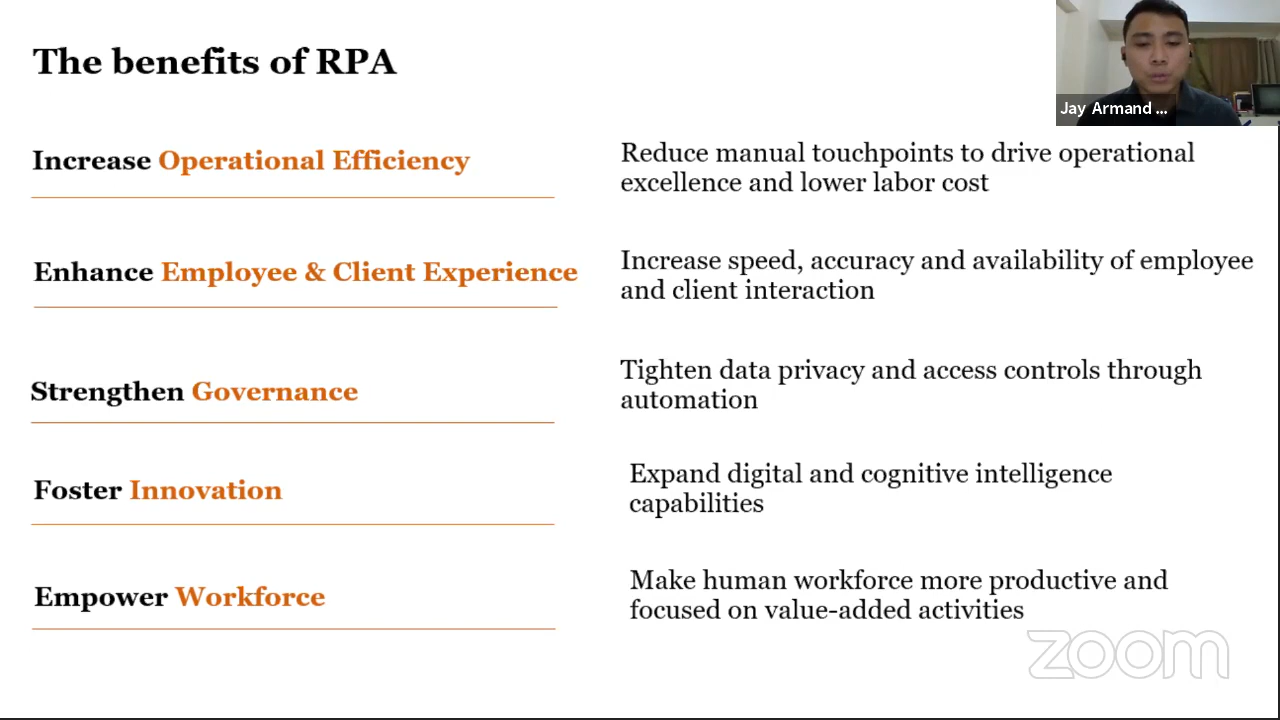 The benefits of RPA
Jay Armand ...
Increase Operational Efficiency
Reduce manual touchpoints to drive operational
excellence and lower labor cost
Enhance Employee & Client Experience
Increase speed, accuracy and availability of employee
and client interaction
Strengthen Governance
Tighten data privacy and access controls through
automation
Foster Innovation
Expand digital and cognitive intelligence
capabilities
Empower Workforce
Make human workforce more productive and
focused on value-added activities
zoom